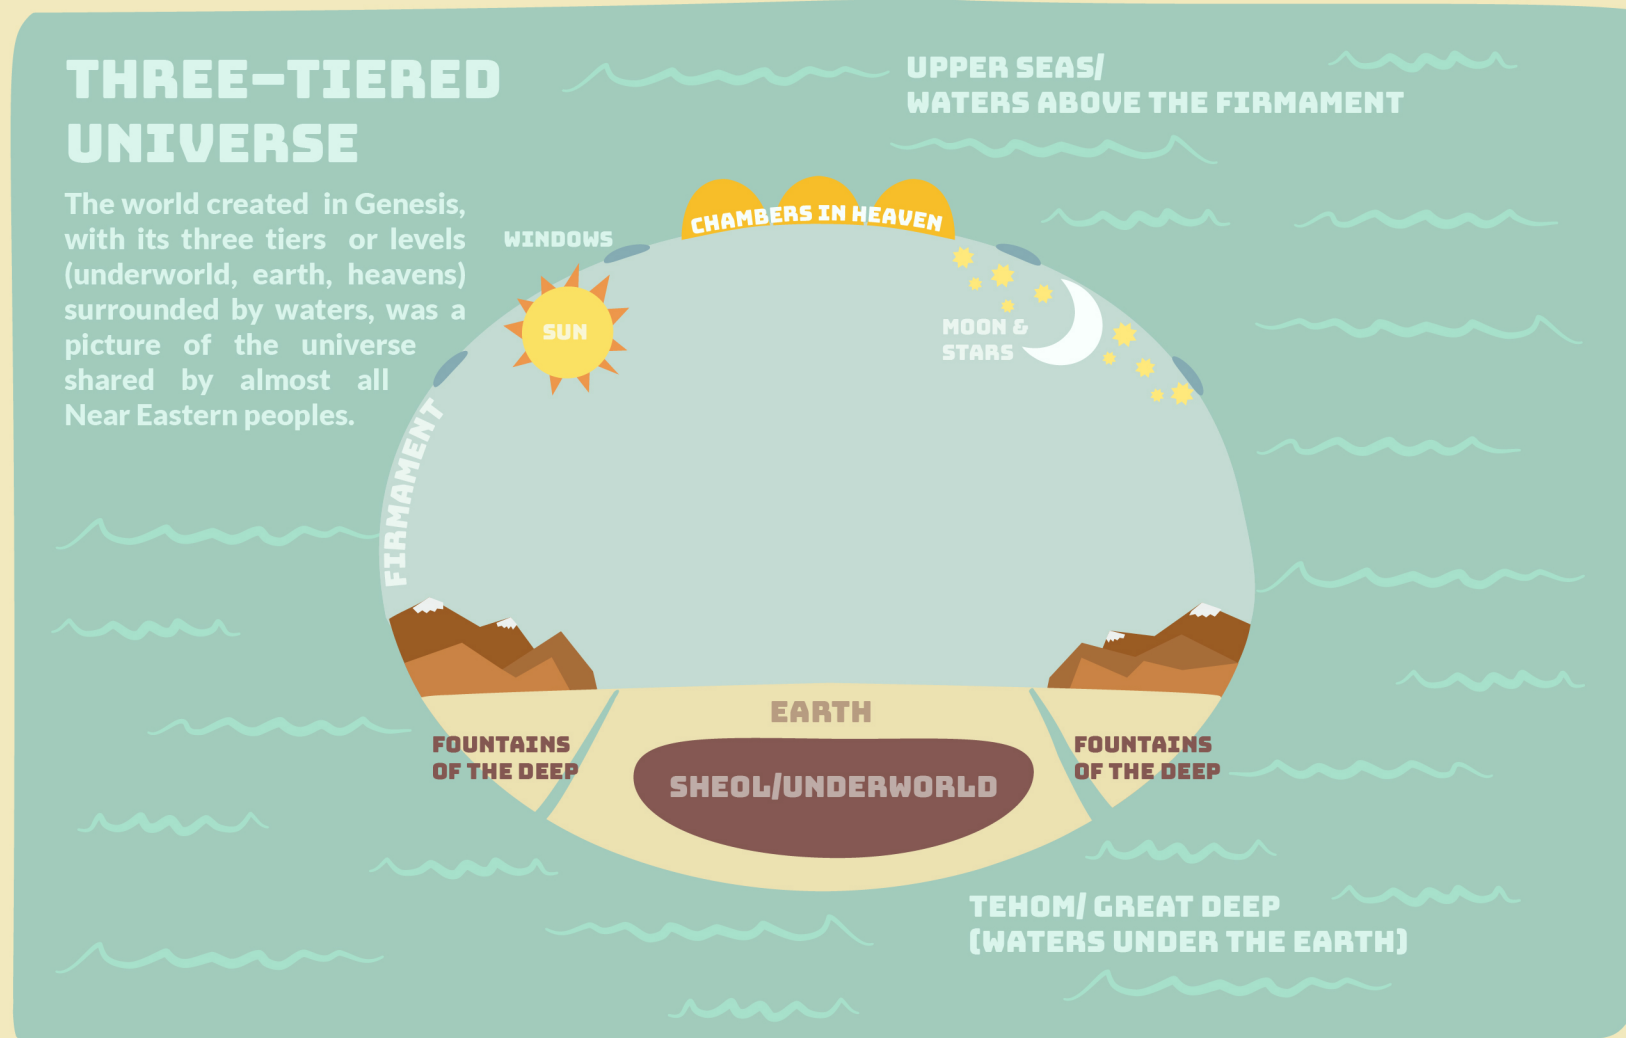 THREE-TIERED
UNIVERSE
The world created in Genesis,
with its three tiers or levels
(underworld, earth, heavens)
surrounded by waters, was a
picture of the universe
shared by almost all
Near Eastern peoples.
UPPER SEAS/
WATERS ABOVE THE FIRMAMENT
CHAMBERS IN HEAVEN
WINDOWS
SUN
MOON &
STARS
FIRMAMENT
EARTH
FOUNTAINS
OF THE DEEP
SHEOL/UNDERWORLD
FOUNTAINS
OF THE DEEP
TEHOM/ GREAT DEEP
(WATERS UNDER THE EARTH)